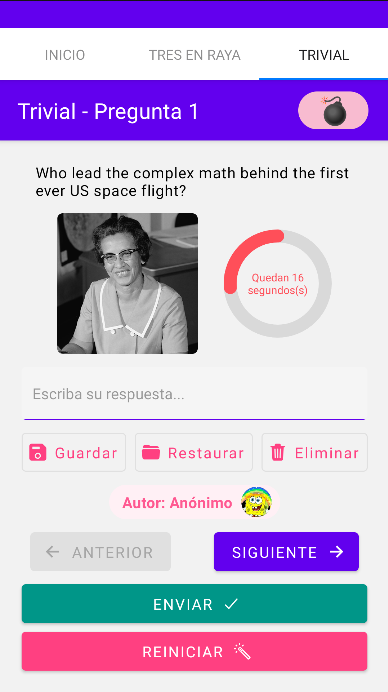 INICIO
TRES EN RAYA
TRIVIAL
Trivial - Pregunta 1
Who lead the complex math behind the first
ever US space flight?
Quedan 16
segundos(s)
Escriba su respuesta...
Guardar
Restaurar
Eliminar
Autor: Anónimo
ANTERIOR
SIGUIENTE
ENVIAR
REINICIAR